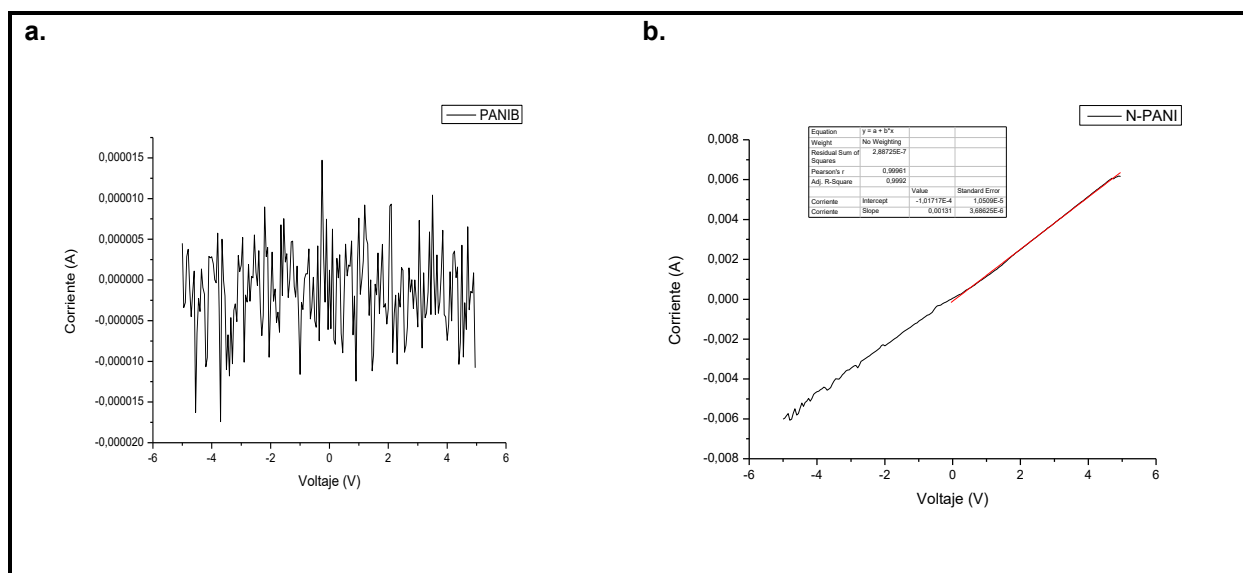 a.
PANIB
0,000015
0,000010
0,000005
0,000000
-0,000005
-0,000010
-0,000015
-0,000020
Corriente (A)
-6 -4 -2 0 2 4 6
Voltaje (V)
b.
N-PANI
0,008
0,006
0,004
0,002
0,000
-0,002
-0,004
-0,006
-0,008
Corriente (A)
Equation y = a + b*x
Weight No Weighting
Residual Sum of Squares 2,88725E-7
Pearson's r 0,99961
Adj. R-Square 0,9992
Value Standard Error
Corriente Intercept -1,01717E-4 1,0509E-5
Corriente Slope 0,00131 3,68625E-6
-6 -4 -2 0 2 4 6
Voltaje (V)